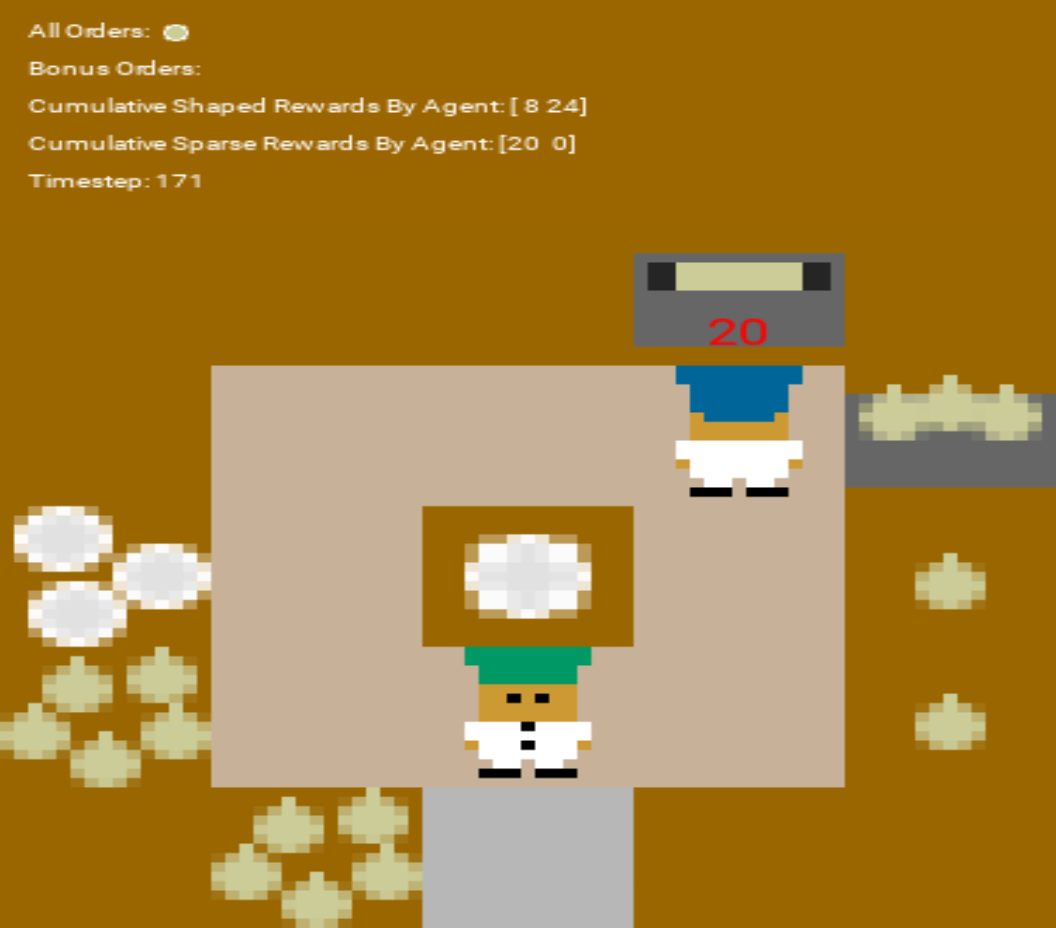 All Orders:
Bonus Orders:
Cumulative Shaped Rewards By Agent: [ 8 24]
Cumulative Sparse Rewards By Agent: [20  0]
Timestep: 171
20